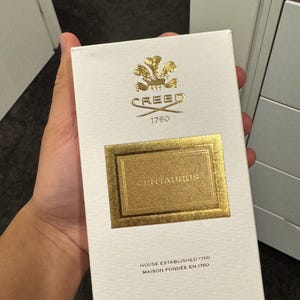 CREED
1760
CENTAURUS
HOUSE ESTABLISHED 1760
MAISON FONDÉE EN 1760